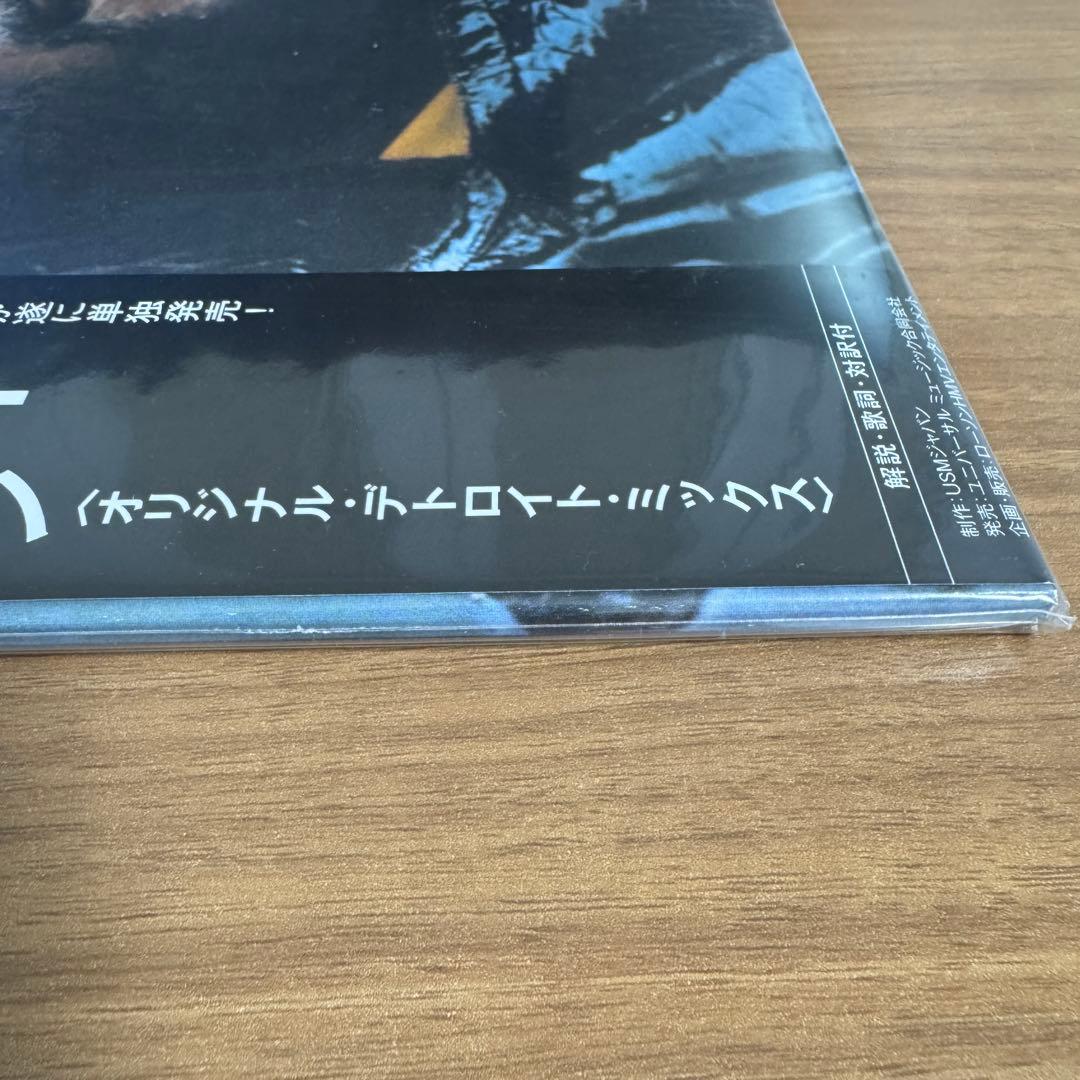 遂に単独発売!
〈オリジナル・デトロイト・ミックス〉
解説・歌詞・対訳付
制作:USMジャパン
発売:ユニバーサル ミュージック合同会社
企画・販売:ローソンHMVエンタテイメント